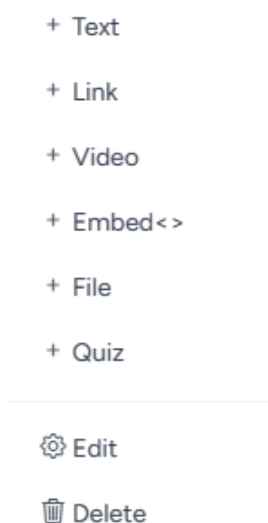 + Text
+ Link
+ Video
+ Embed<>
+ File
+ Quiz
Edit
Delete